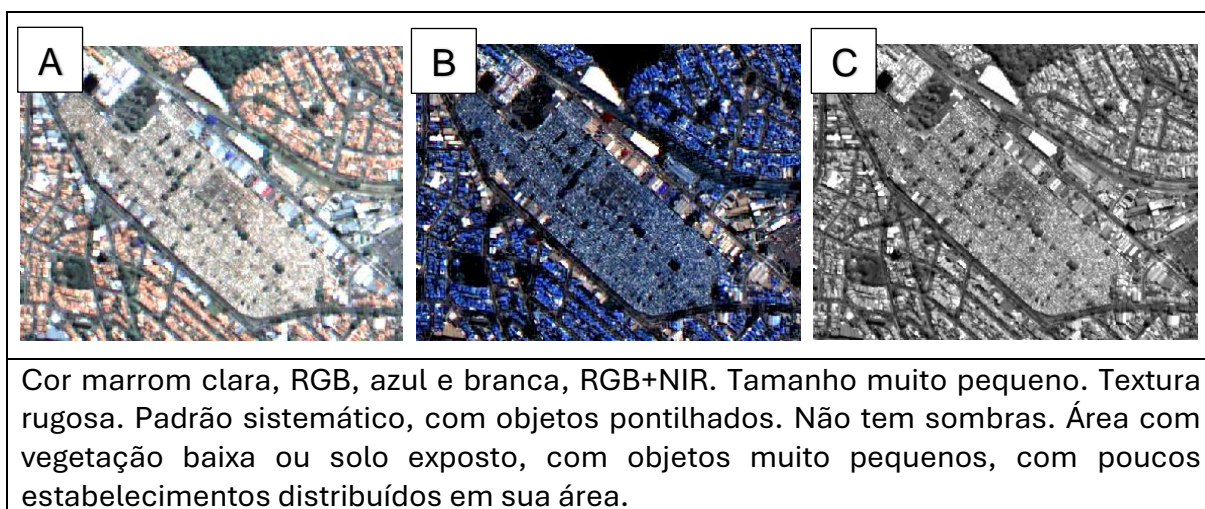 A
B
C
Cor marrom clara, RGB, azul e branca, RGB+NIR. Tamanho muito pequeno. Textura
rugosa. Padrão sistemático, com objetos pontilhados. Não tem sombras. Área com
vegetação baixa ou solo exposto, com objetos muito pequenos, com poucos
estabelecimentos distribuídos em sua área.